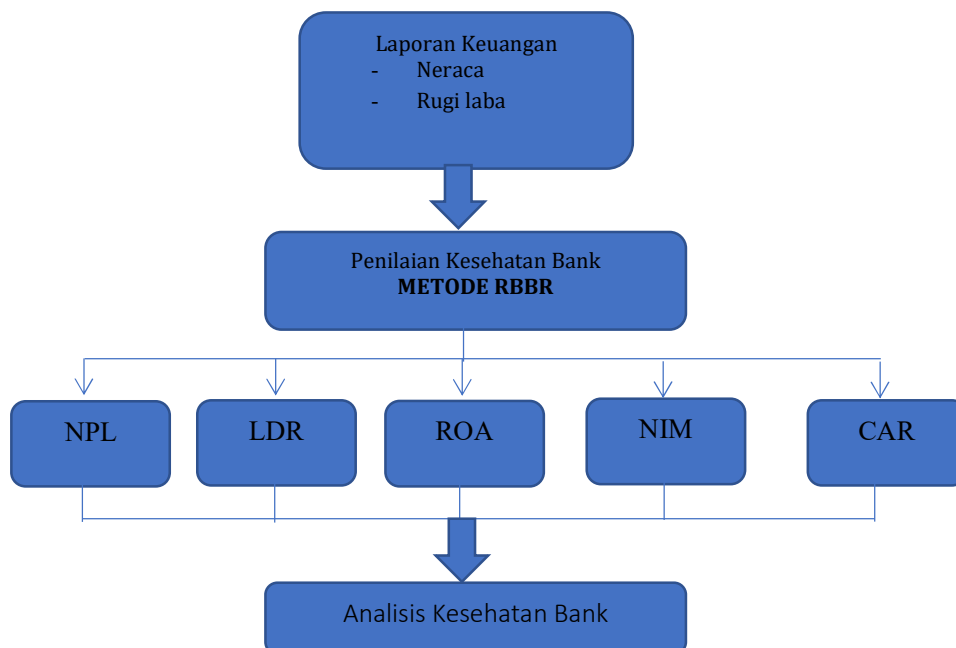 Laporan Keuangan
- Neraca
- Rugi laba
Penilaian Kesehatan Bank
METODE RBBR
NPL
LDR
ROA
NIM
CAR
Analisis Kesehatan Bank